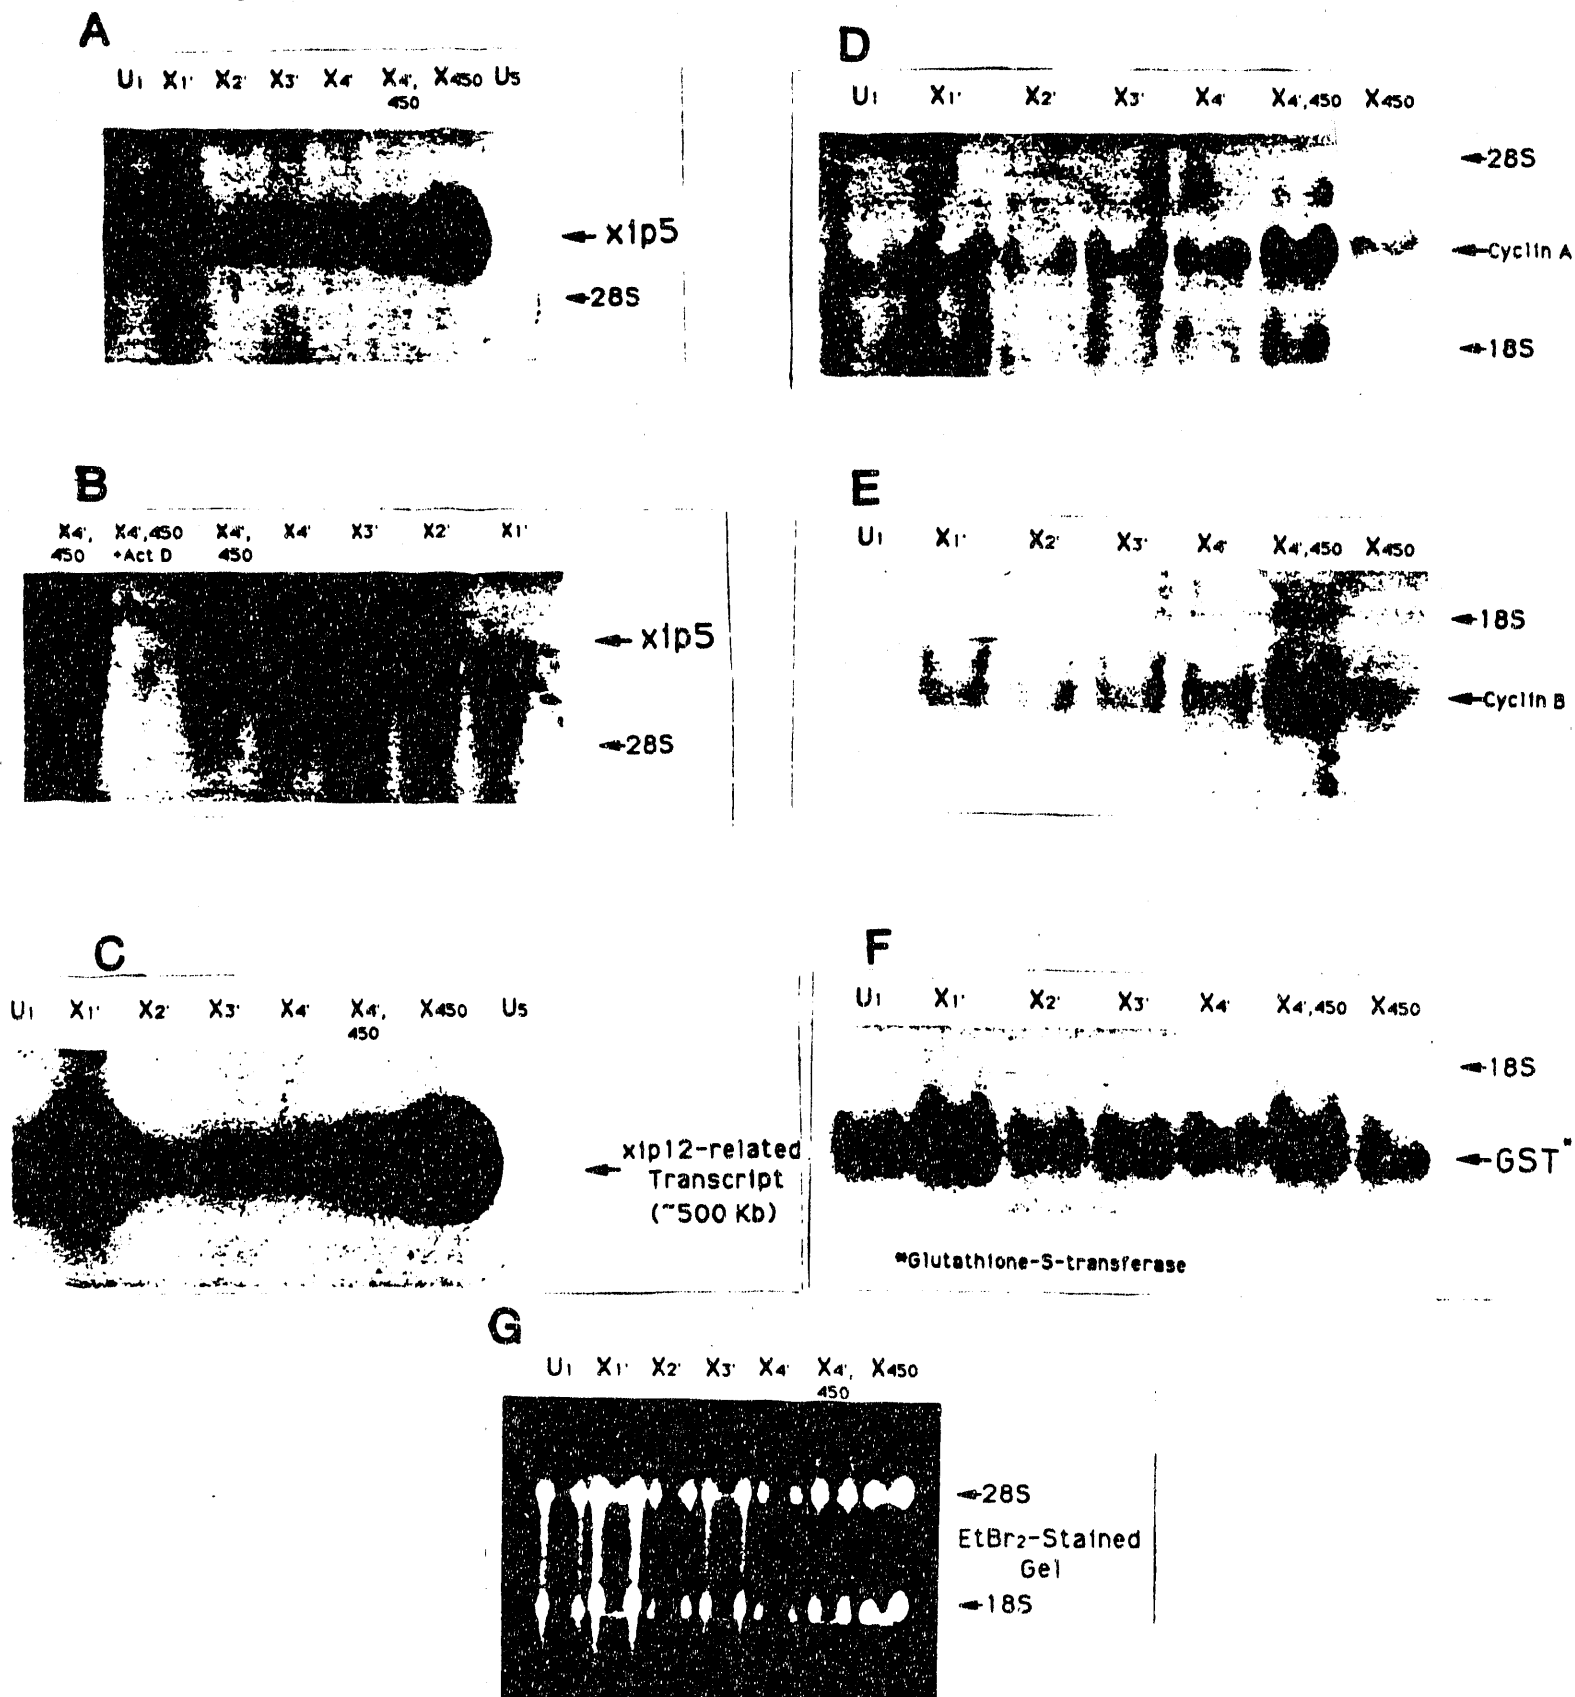 A
U1 X1' X2' X3' X4' X4', X450 U5
450
xip5
28S
B
X4', X4',450 X4', X4' X3' X2' X1'
450 +Act D 450
xip5
28S
C
U1 X1' X2' X3' X4' X4', X450 U5
450
xip12-related
Transcript
(~500 Kb)
D
U1 X1' X2' X3' X4' X4',450 X450
28S
Cyclin A
18S
E
U1 X1' X2' X3' X4' X4',450 X450
18S
Cyclin B
F
U1 X1' X2' X3' X4' X4',450 X450
18S
GST*
*Glutathione-S-transferase
G
U1 X1' X2' X3' X4' X4', X450
450
28S
EtBr2-Stained
Gel
18S